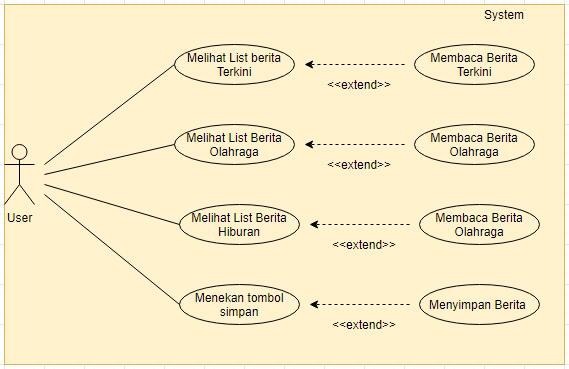 System
Melihat List berita
Terkini
<<extend>>
Membaca Berita
Terkini
Melihat List Berita
Olahraga
<<extend>>
Membaca Berita
Olahraga
User
Melihat List Berita
Hiburan
<<extend>>
Membaca Berita
Olahraga
Menekan tombol
simpan
<<extend>>
Menyimpan Berita